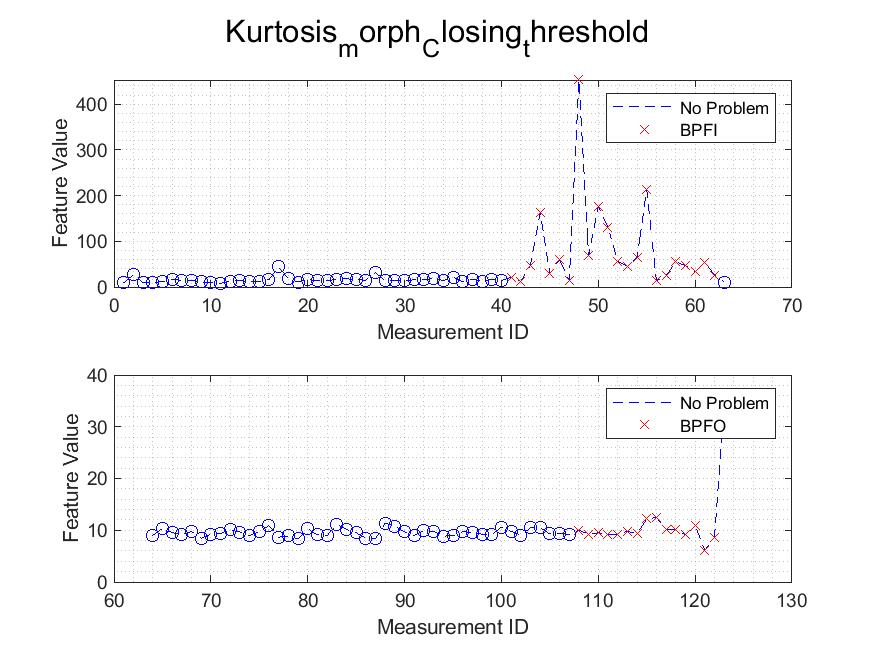 Kurtosis_morph_Closing_threshold
400
300
200
100
0
Feature Value
No Problem
BPFI
0 10 20 30 40 50 60 70
Measurement ID
40
30
20
10
0
Feature Value
No Problem
BPFO
60 70 80 90 100 110 120 130
Measurement ID